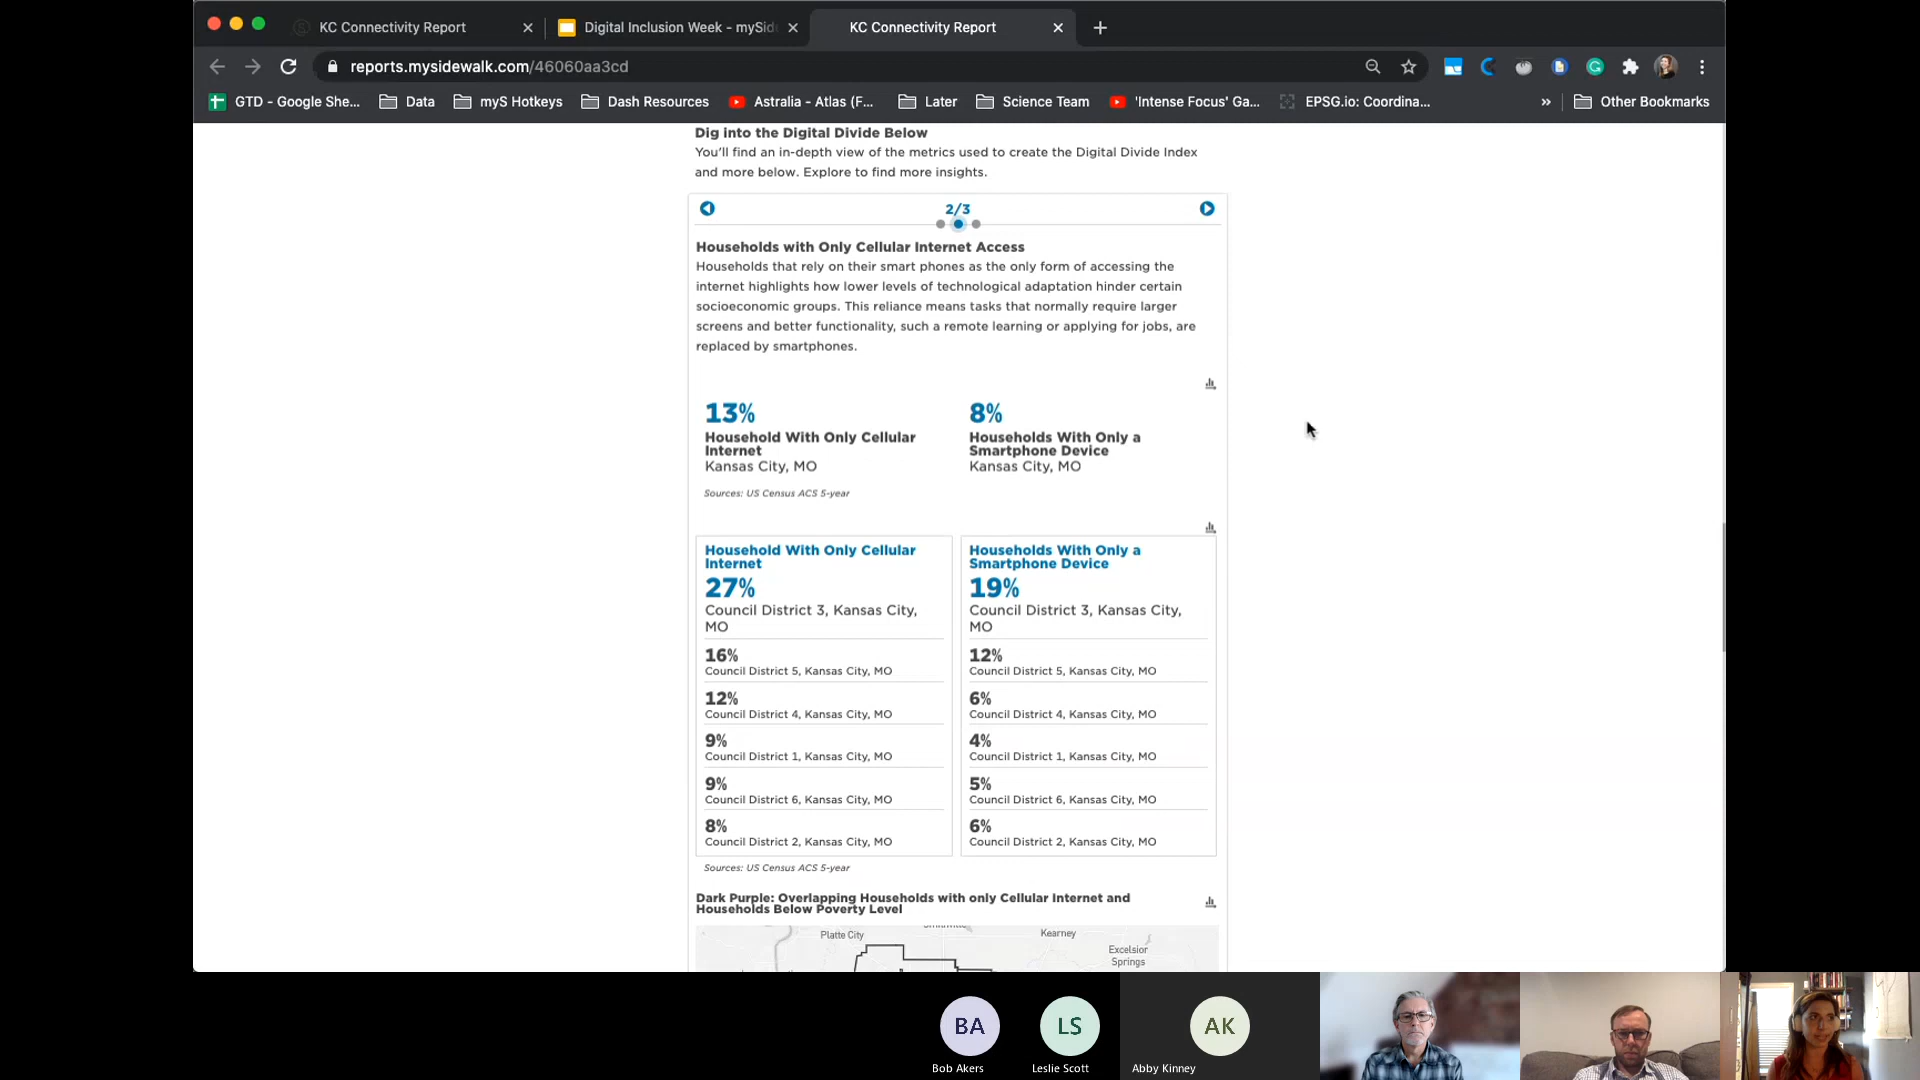 KC Connectivity Report
Digital Inclusion Week - mySid
KC Connectivity Report
reports.mysidewalk.com/46060aa3cd
GTD - Google She...
Data
myS Hotkeys
Dash Resources
Astralia - Atlas (F...
Later
Science Team
'Intense Focus' Ga...
EPSG.io: Coordina...
»
Other Bookmarks
Dig into the Digital Divide Below
You'll find an in-depth view of the metrics used to create the Digital Divide Index
and more below. Explore to find more insights.
2/3
Households with Only Cellular Internet Access
Households that rely on their smart phones as the only form of accessing the
internet highlights how lower levels of technological adaptation hinder certain
socioeconomic groups. This reliance means tasks that normally require larger
screens and better functionality, such a remote learning or applying for jobs, are
replaced by smartphones.
13%
Household With Only Cellular
Internet
Kansas City, MO
8%
Households With Only a
Smartphone Device
Kansas City, MO
Sources: US Census ACS 5-year
Household With Only Cellular
Internet
27%
Council District 3, Kansas City,
MO
16%
Council District 5, Kansas City, MO
12%
Council District 4, Kansas City, MO
9%
Council District 1, Kansas City, MO
9%
Council District 6, Kansas City, MO
8%
Council District 2, Kansas City, MO
Households With Only a
Smartphone Device
19%
Council District 3, Kansas City,
MO
12%
Council District 5, Kansas City, MO
6%
Council District 4, Kansas City, MO
4%
Council District 1, Kansas City, MO
5%
Council District 6, Kansas City, MO
6%
Council District 2, Kansas City, MO
Sources: US Census ACS 5-year
Dark Purple: Overlapping Households with only Cellular Internet and
Households Below Poverty Level
Platte City
Kearney
Excelsior
Springs
BA
LS
AK
Bob Akers
Leslie Scott
Abby Kinney